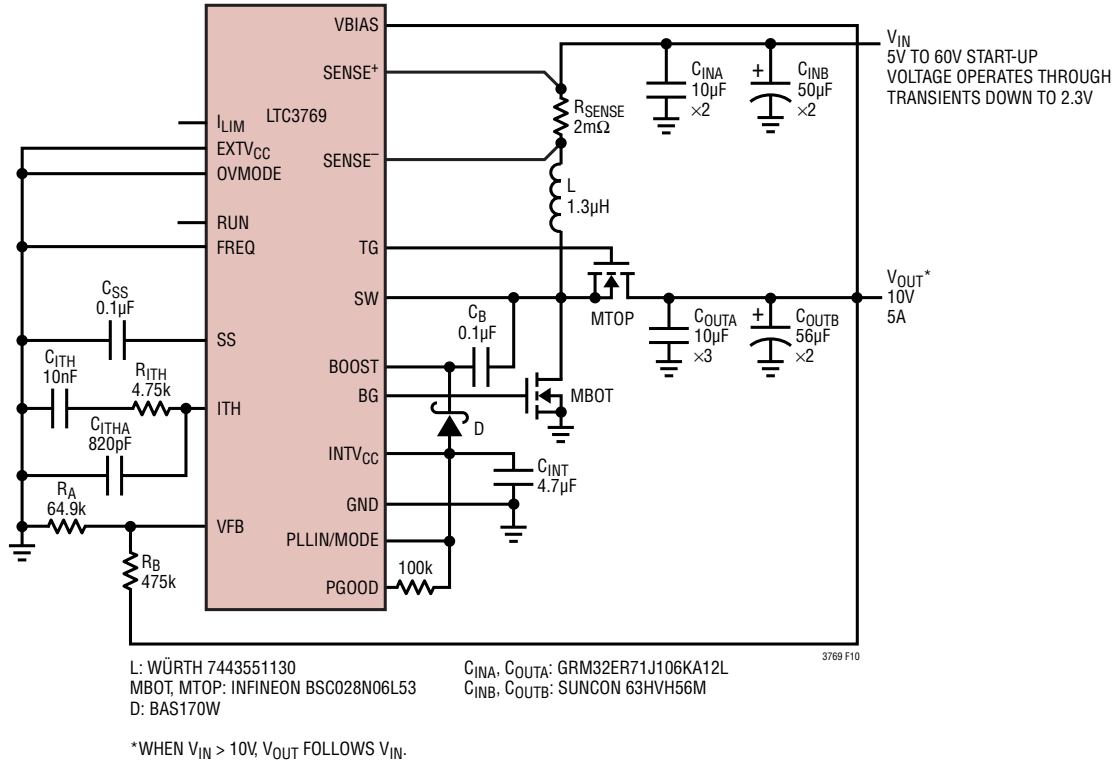 VBIAS
SENSE+
LTC3769
ILIM
EXTVCC
OVMODE
SENSE−
RUN
FREQ
TG
SW
SS
BOOST
BG
ITH
INTVCC
GND
VFB
PLLIN/MODE
PGOOD
VIN
5V TO 60V START-UP
VOLTAGE OPERATES THROUGH
TRANSIENTS DOWN TO 2.3V
CINA
10µF
×2
+
CINB
50µF
×2
RSENSE
2mΩ
L
1.3µH
MTOP
VOUT*
10V
5A
COUTA
10µF
×3
+
COUTB
56µF
×2
CB
0.1µF
MBOT
D
CINT
4.7µF
100k
CSS
0.1µF
CITH
10nF
RITH
4.75k
CITHA
820pF
RA
64.9k
RB
475k
3769 F10
L: WÜRTH 7443551130
MBOT, MTOP: INFINEON BSC028N06L53
D: BAS170W
CINA, COUTA: GRM32ER71J106KA12L
CINB, COUTB: SUNCON 63HVH56M
*WHEN VIN > 10V, VOUT FOLLOWS VIN.